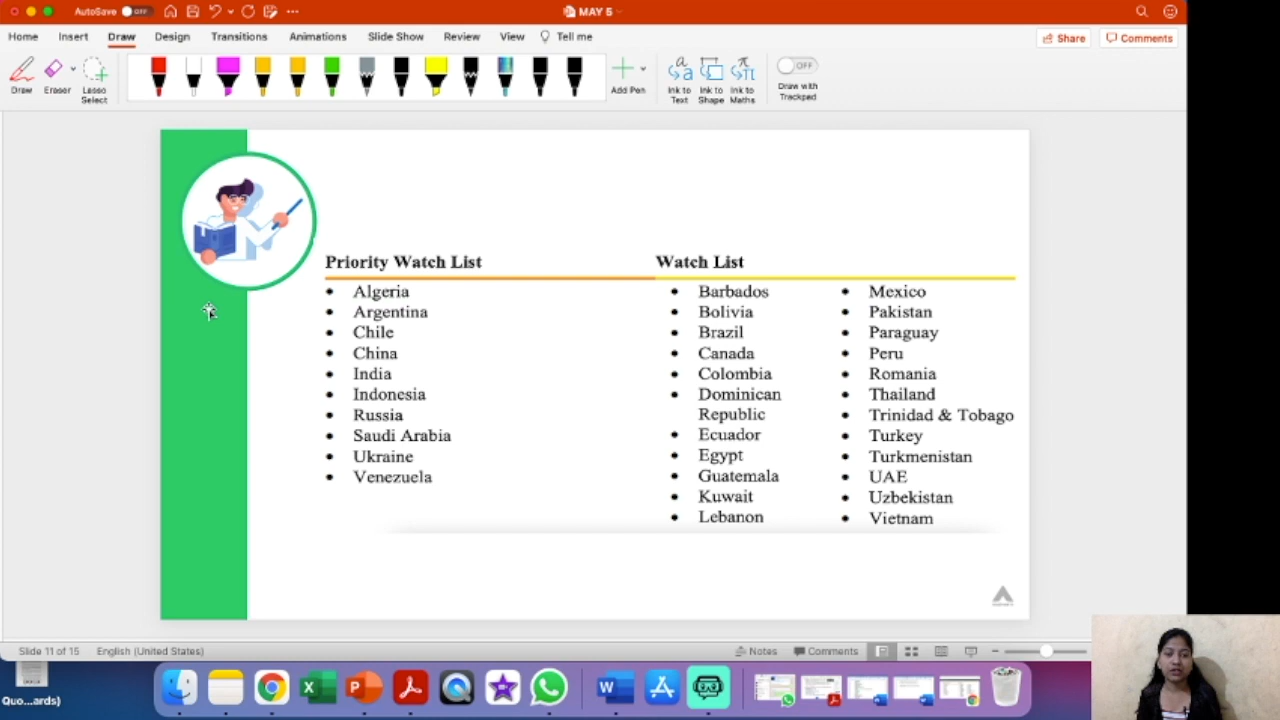 AutoSave OFF MAY 5
Home Insert Draw Design Transitions Animations Slide Show Review View Tell me Share Comments
Draw Eraser Lasso Select Add Pen Ink to Text Ink to Shape Ink to Maths OFF Draw with Trackpad
Priority Watch List
• Algeria
• Argentina
• Chile
• China
• India
• Indonesia
• Russia
• Saudi Arabia
• Ukraine
• Venezuela
Watch List
• Barbados
• Bolivia
• Brazil
• Canada
• Colombia
• Dominican
Republic
• Ecuador
• Egypt
• Guatemala
• Kuwait
• Lebanon
• Mexico
• Pakistan
• Paraguay
• Peru
• Romania
• Thailand
• Trinidad & Tobago
• Turkey
• Turkmenistan
• UAE
• Uzbekistan
• Vietnam
Slide 11 of 15 English (United States) Notes Comments
Quo...ards)